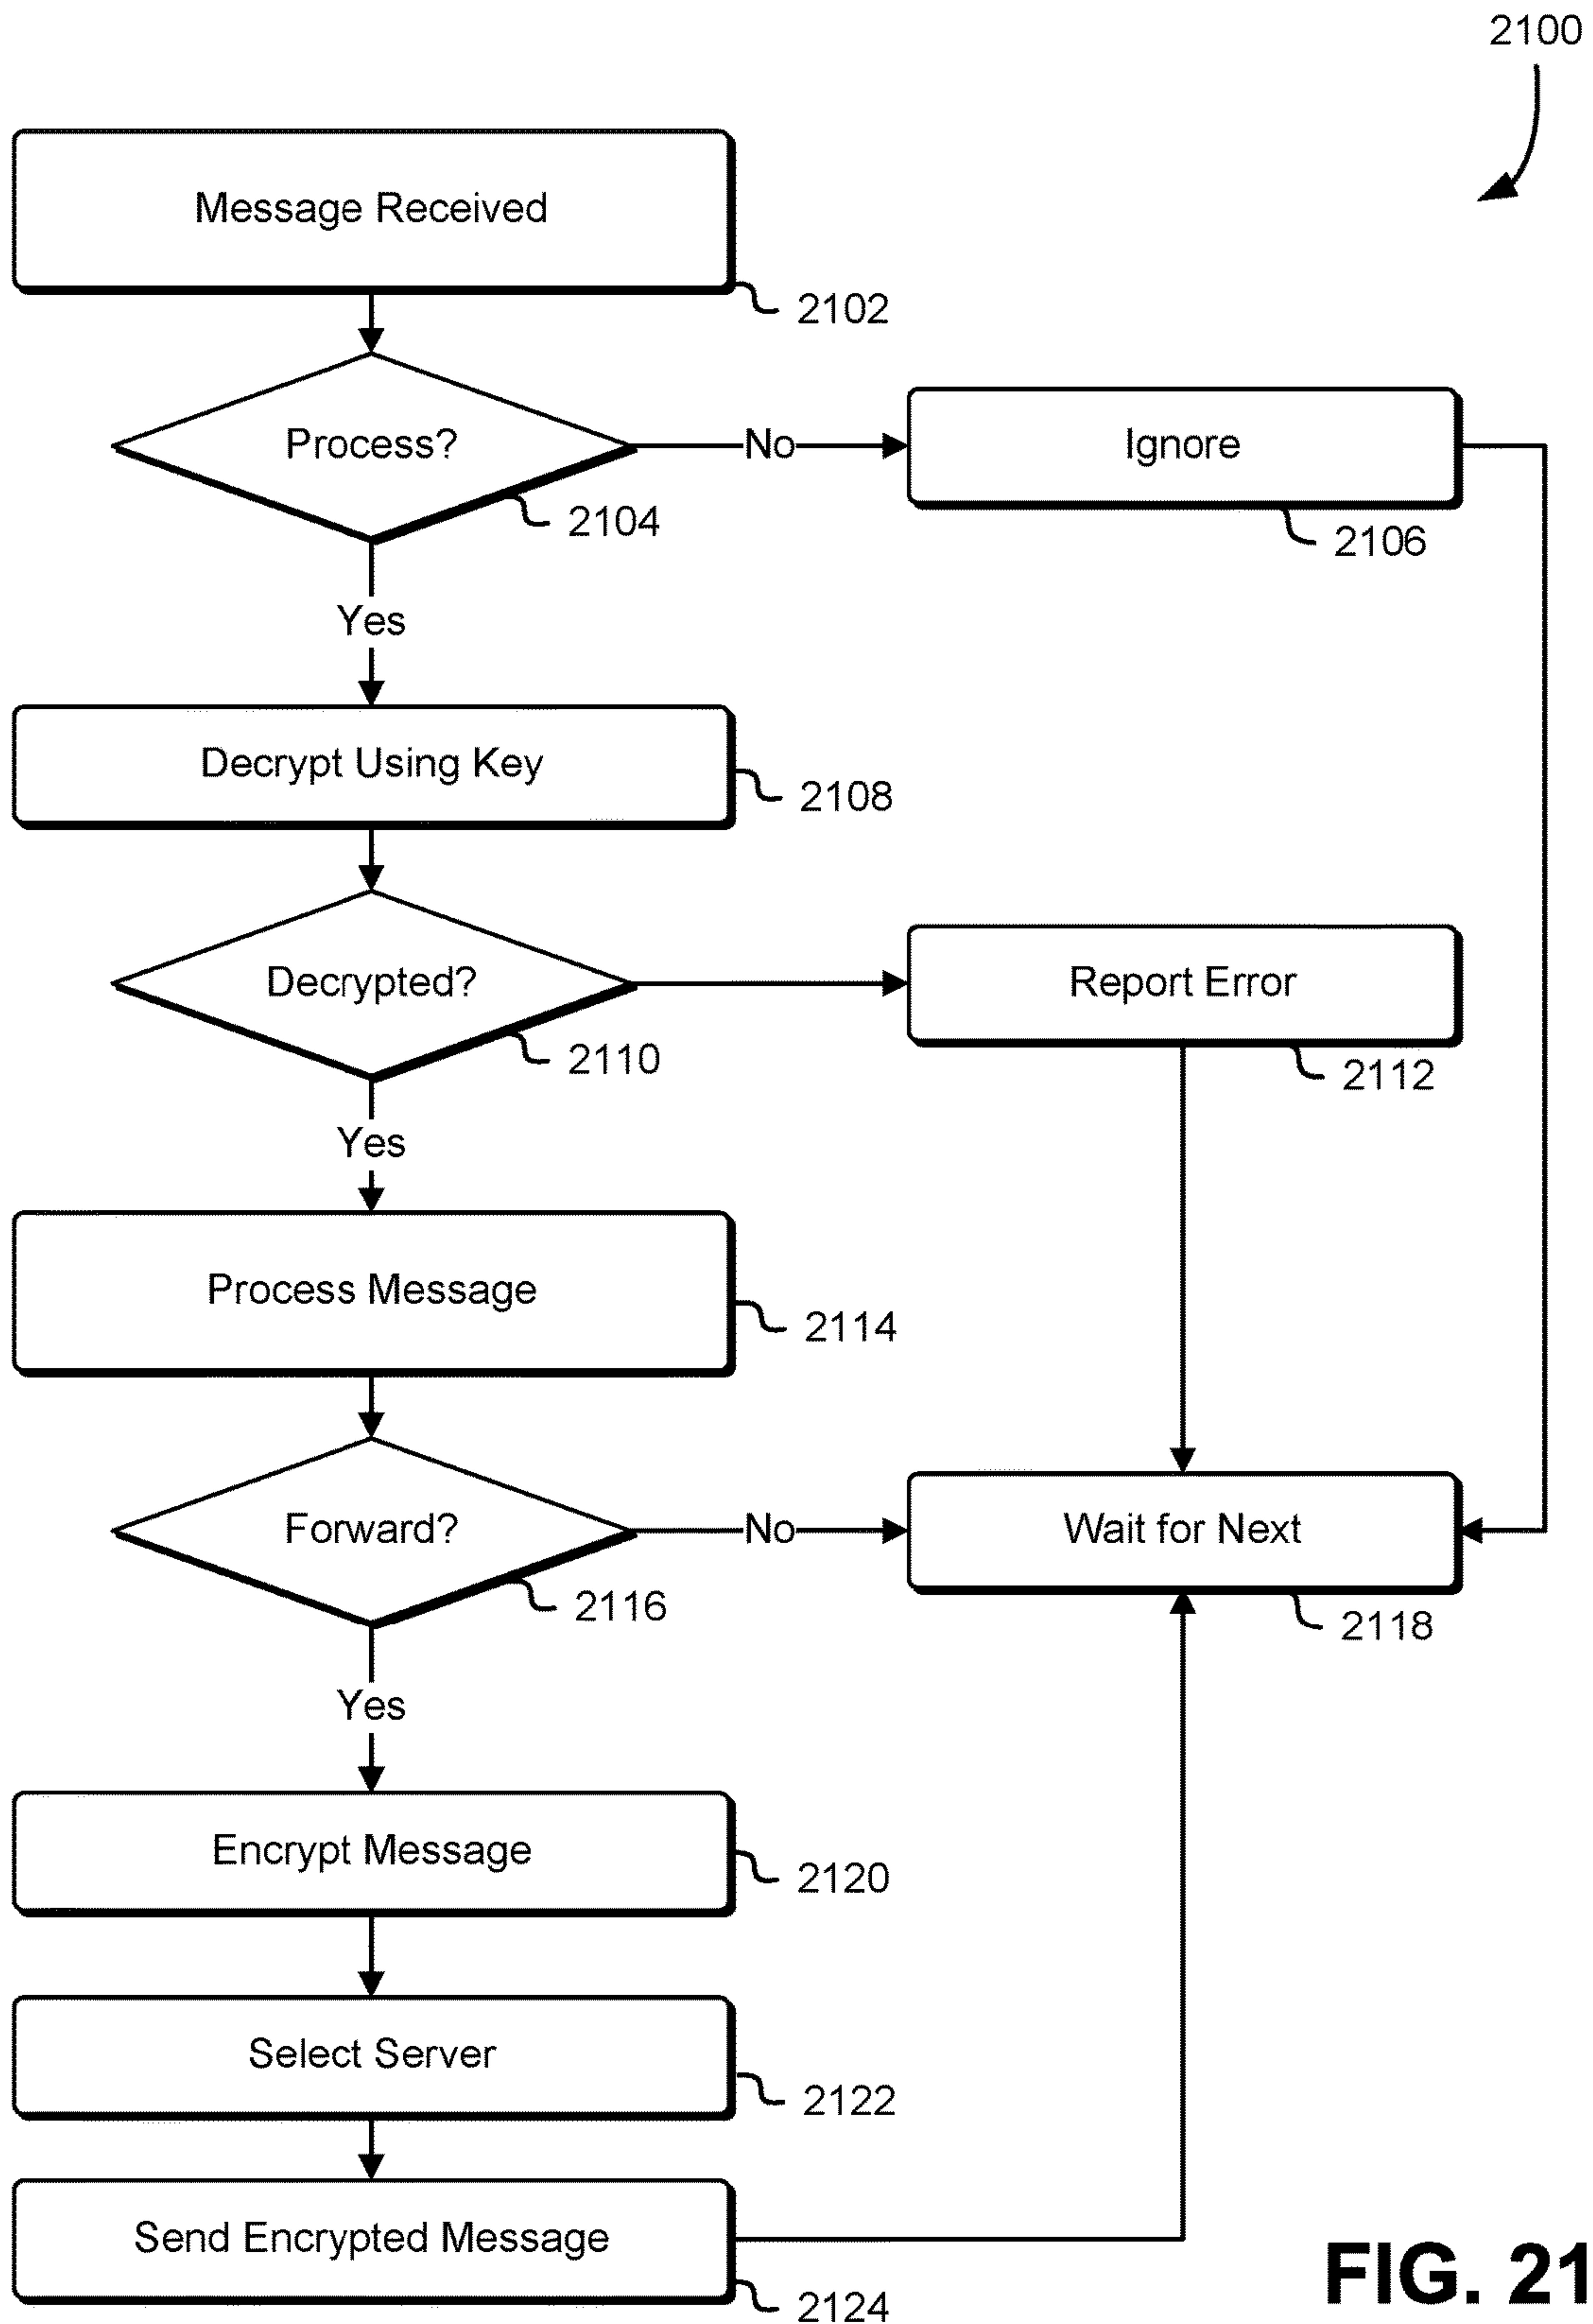 2100
Message Received
2102
Process?
No
Ignore
2104
2106
Yes
Decrypt Using Key
2108
Decrypted?
Report Error
2110
2112
Yes
Process Message
2114
Forward?
No
Wait for Next
2116
2118
Yes
Encrypt Message
2120
Select Server
2122
Send Encrypted Message
2124
FIG. 21